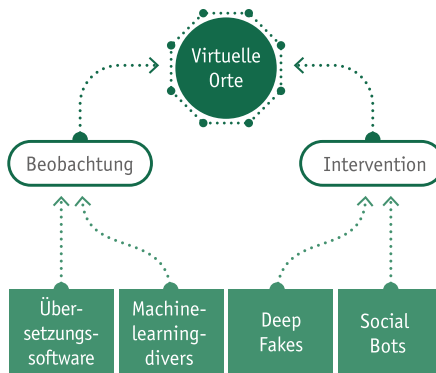 Virtuelle
Orte
Beobachtung
Intervention
Über-
setzungs-
software
Machine-
learning-
divers
Deep
Fakes
Social
Bots